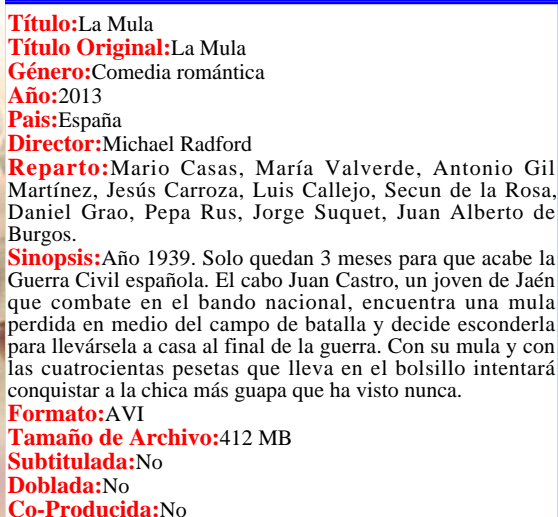 Título:La Mula
Título Original:La Mula
Género:Comedia romántica
Año:2013
Pais:España
Director:Michael Radford
Reparto:Mario Casas, María Valverde, Antonio Gil
Martínez, Jesús Carroza, Luis Callejo, Secun de la Rosa,
Daniel Grao, Pepa Rus, Jorge Suquet, Juan Alberto de
Burgos.
Sinopsis:Año 1939. Solo quedan 3 meses para que acabe la
Guerra Civil española. El cabo Juan Castro, un joven de Jaén
que combate en el bando nacional, encuentra una mula
perdida en medio del campo de batalla y decide esconderla
para llevársela a casa al final de la guerra. Con su mula y con
las cuatrocientas pesetas que lleva en el bolsillo intentará
conquistar a la chica más guapa que ha visto nunca.
Formato:AVI
Tamaño de Archivo:412 MB
Subtitulada:No
Doblada:No
Co-Producida:No